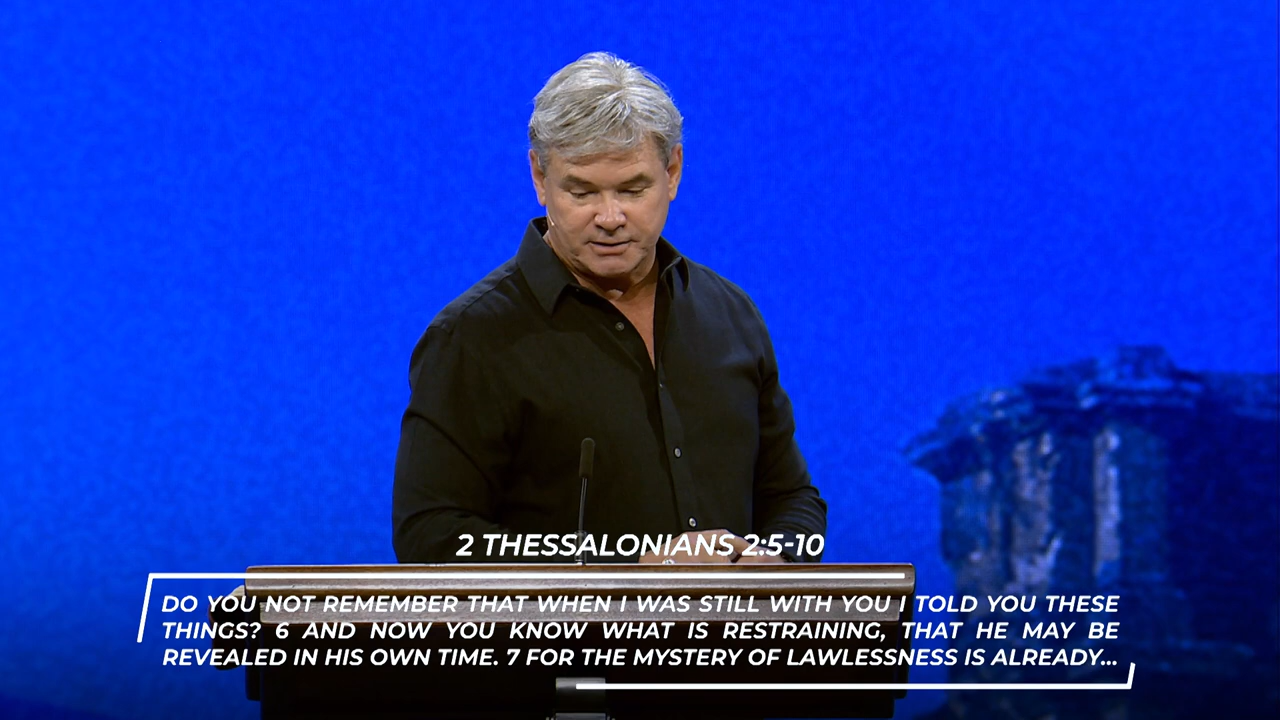 2 THESSALONIANS 2:5-10
DO YOU NOT REMEMBER THAT WHEN I WAS STILL WITH YOU I TOLD YOU THESE
THINGS? 6 AND NOW YOU KNOW WHAT IS RESTRAINING, THAT HE MAY BE
REVEALED IN HIS OWN TIME. 7 FOR THE MYSTERY OF LAWLESSNESS IS ALREADY...